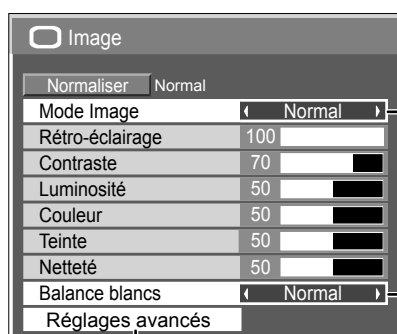 Image
Normaliser Normal
Mode Image Normal
Rétro-éclairage 100
Contraste 70
Luminosité 50
Couleur 50
Teinte 50
Netteté 50
Balance blancs Normal
Réglages avancés